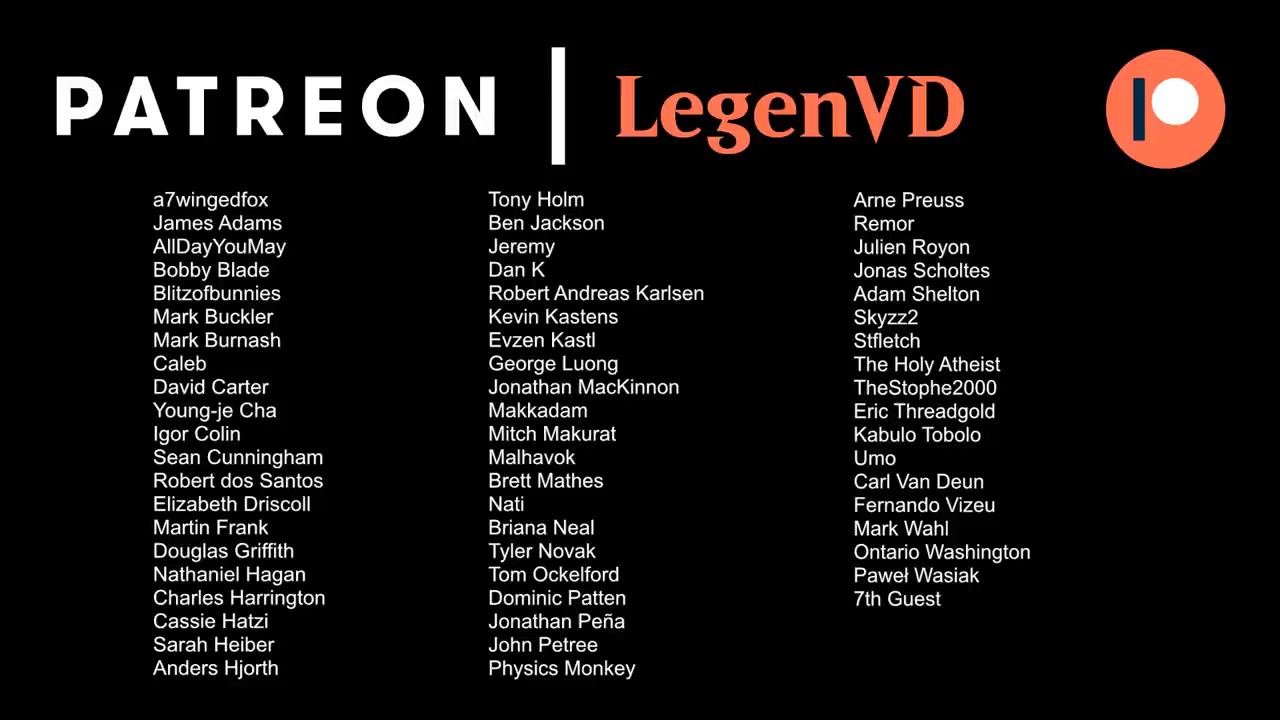 PATREON | LegenVD
a7wingedfox
James Adams
AllDayYouMay
Bobby Blade
Blitzofbunnies
Mark Buckler
Mark Burnash
Caleb
David Carter
Young-je Cha
Igor Colin
Sean Cunningham
Robert dos Santos
Elizabeth Driscoll
Martin Frank
Douglas Griffith
Nathaniel Hagan
Charles Harrington
Cassie Hatzi
Sarah Heiber
Anders Hjorth
Tony Holm
Ben Jackson
Jeremy
Dan K
Robert Andreas Karlsen
Kevin Kastens
Evzen Kastl
George Luong
Jonathan MacKinnon
Makkadam
Mitch Makurat
Malhavok
Brett Mathes
Nati
Briana Neal
Tyler Novak
Tom Ockelford
Dominic Patten
Jonathan Peña
John Petree
Physics Monkey
Arne Preuss
Remor
Julien Royon
Jonas Scholtes
Adam Shelton
Skyzz2
Stfletch
The Holy Atheist
TheStophe2000
Eric Threadgold
Kabulo Tobolo
Umo
Carl Van Deun
Fernando Vizeu
Mark Wahl
Ontario Washington
Paweł Wasiak
7th Guest